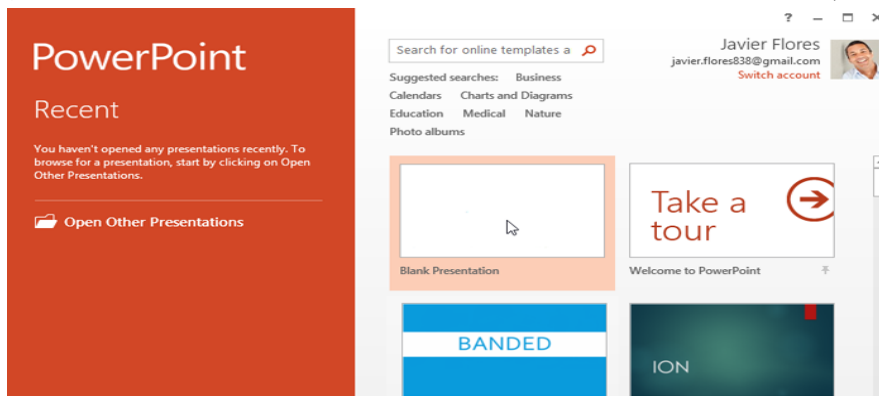 PowerPoint
Recent
You haven't opened any presentations recently. To
browse for a presentation, start by clicking on Open
Other Presentations.
Open Other Presentations
?
Search for online templates a
Suggested searches: Business
Calendars Charts and Diagrams
Education Medical Nature
Photo albums
Javier Flores
javier.flores838@gmail.com
Switch account
Blank Presentation
Take a
tour
Welcome to PowerPoint
BANDED
ION